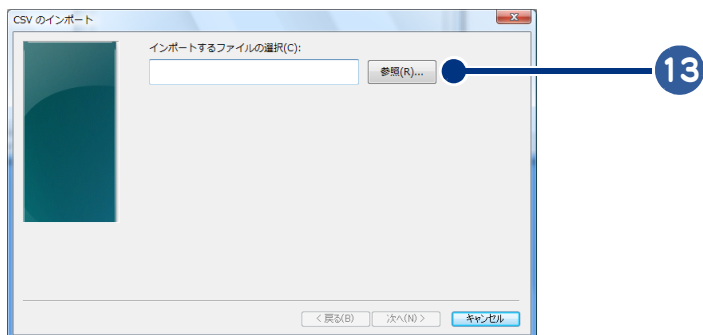 CSV のインポート
インポートするファイルの選択(C):
参照(R)...
13
< 戻る(B)
次へ(N) >
キャンセル